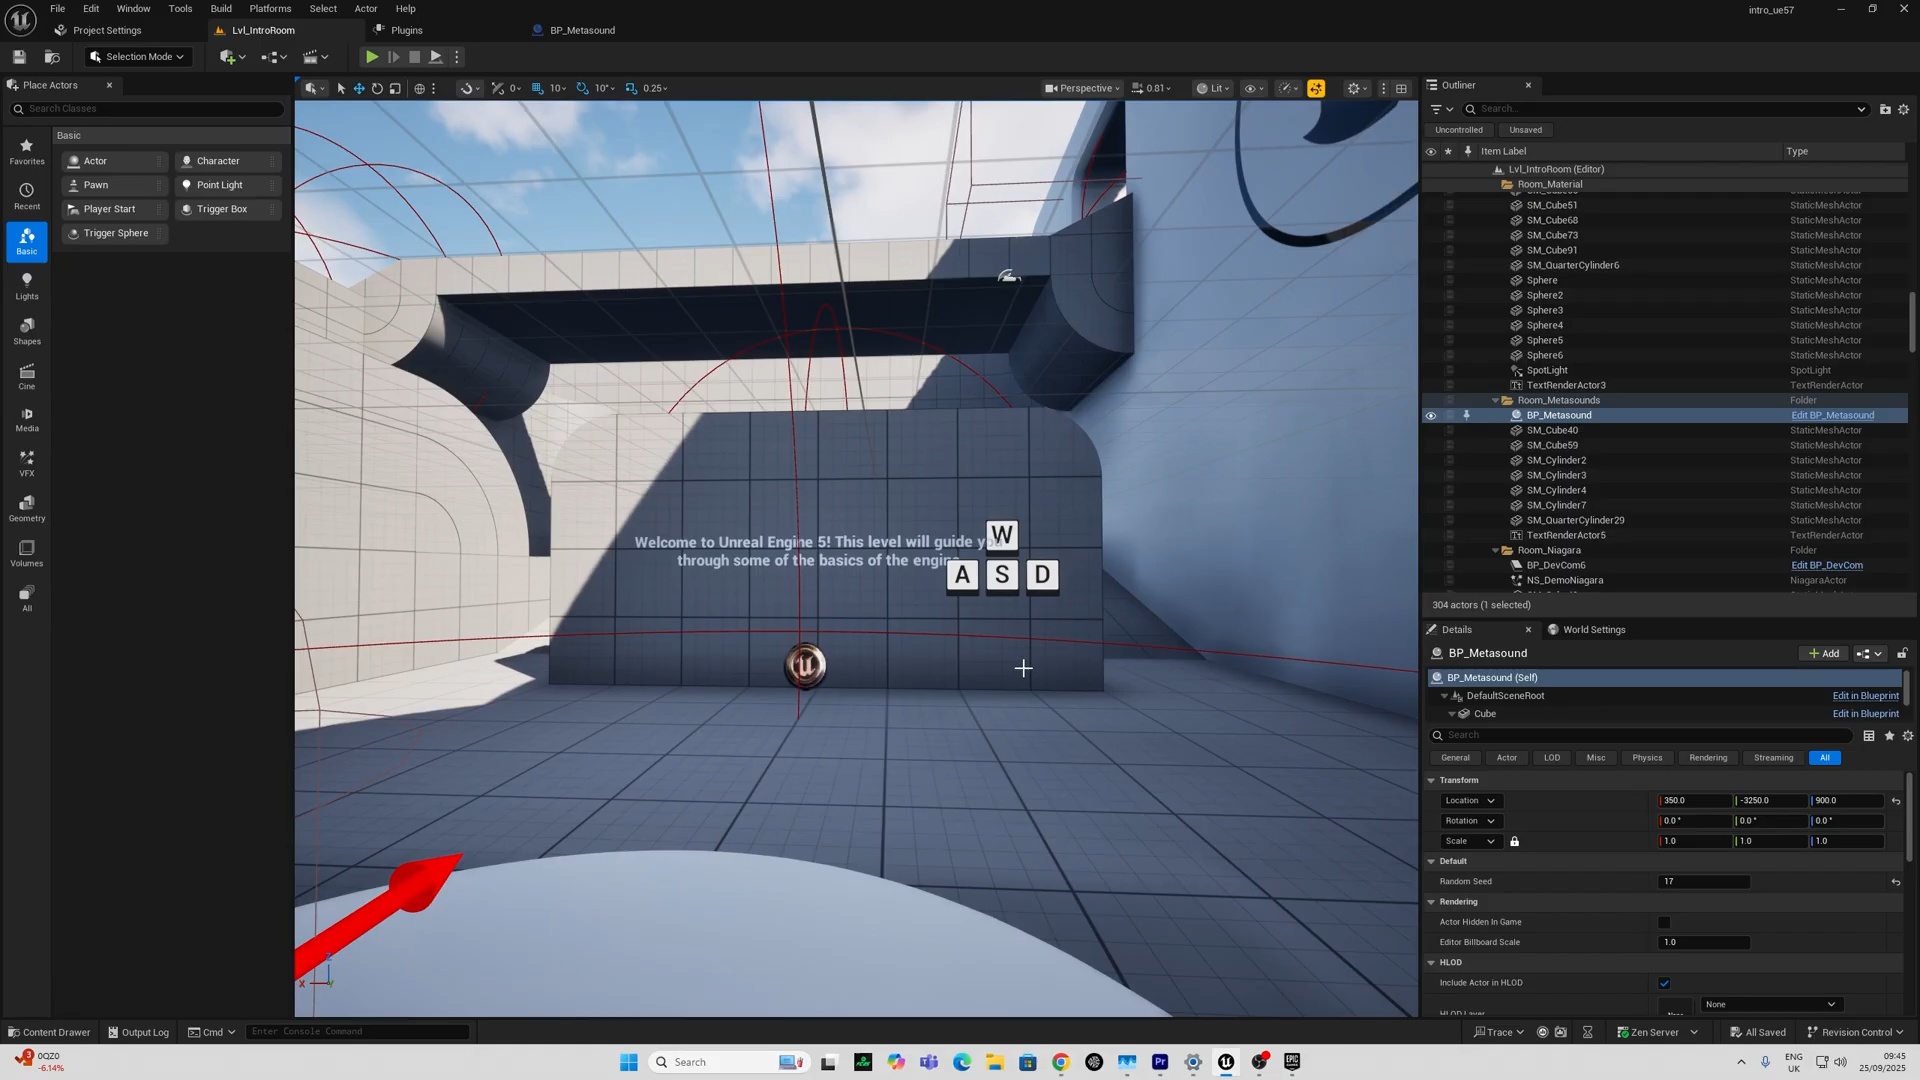 File Edit Window Tools Build Platforms Select Actor Help
intro_ue57
Project Settings
Lvl_IntroRoom
Plugins
BP_Metasound
Selection Mode
Place Actors
Search Classes
Favorites
Recent
Basic
Lights
Shapes
Cine
Media
VFX
Geometry
Volumes
All
Basic
Actor
Character
Pawn
Point Light
Player Start
Trigger Box
Trigger Sphere
0
10
10°
0.25
Perspective
0.81
Lit
Welcome to Unreal Engine 5! This level will guide
through some of the basics of the
W
A S D
Outliner
Search...
Uncontrolled
Unsaved
Item Label
Type
Lvl_IntroRoom (Editor)
Room_Material
SM_Cube51 StaticMeshActor
SM_Cube68 StaticMeshActor
SM_Cube73 StaticMeshActor
SM_Cube91 StaticMeshActor
SM_QuarterCylinder6 StaticMeshActor
Sphere StaticMeshActor
Sphere2 StaticMeshActor
Sphere3 StaticMeshActor
Sphere4 StaticMeshActor
Sphere5 StaticMeshActor
Sphere6 StaticMeshActor
SpotLight SpotLight
TextRenderActor3 TextRenderActor
Room_Metasounds Folder
BP_Metasound Edit BP_Metasound
SM_Cube40 StaticMeshActor
SM_Cube59 StaticMeshActor
SM_Cylinder2 StaticMeshActor
SM_Cylinder3 StaticMeshActor
SM_Cylinder4 StaticMeshActor
SM_Cylinder7 StaticMeshActor
SM_QuarterCylinder29 StaticMeshActor
TextRenderActor5 TextRenderActor
Room_Niagara Folder
BP_DevCom6 Edit BP_DevCom
NS_DemoNiagara NiagaraActor
304 actors (1 selected)
Details
World Settings
BP_Metasound
Add
BP_Metasound (Self)
DefaultSceneRoot Edit in Blueprint
Cube Edit in Blueprint
Search
General Actor LOD Misc Physics Rendering Streaming All
Transform
Location 350.0 -3250.0 900.0
Rotation 0.0 ° 0.0 ° 0.0 °
Scale 1.0 1.0 1.0
Default
Random Seed 17
Rendering
Actor Hidden In Game
Editor Billboard Scale 1.0
HLOD
Include Actor in HLOD
HLOD Layer None
Content Drawer
Output Log
Cmd
Enter Console Command
Trace
Zen Server
All Saved
Revision Control
0QZ0
-6.14%
Search
ENG
UK
09:45
25/09/2025